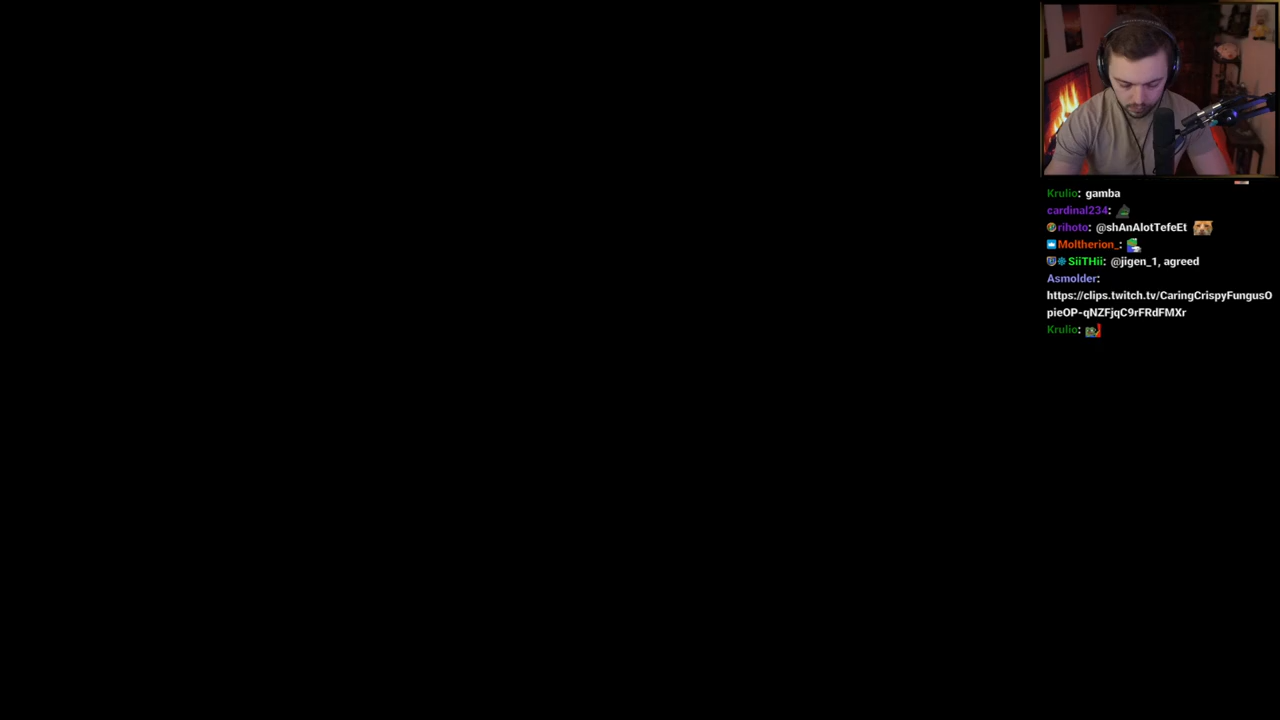 Krulio: gamba
cardinal234:
rihoto: @shAnAlotTefeEt
Moltherion_:
SiiTHii: @jigen_1, agreed
Asmolder:
https://clips.twitch.tv/CaringCrispyFungusO
pieOP-qNZFjqC9rFRdFMXr
Krulio: